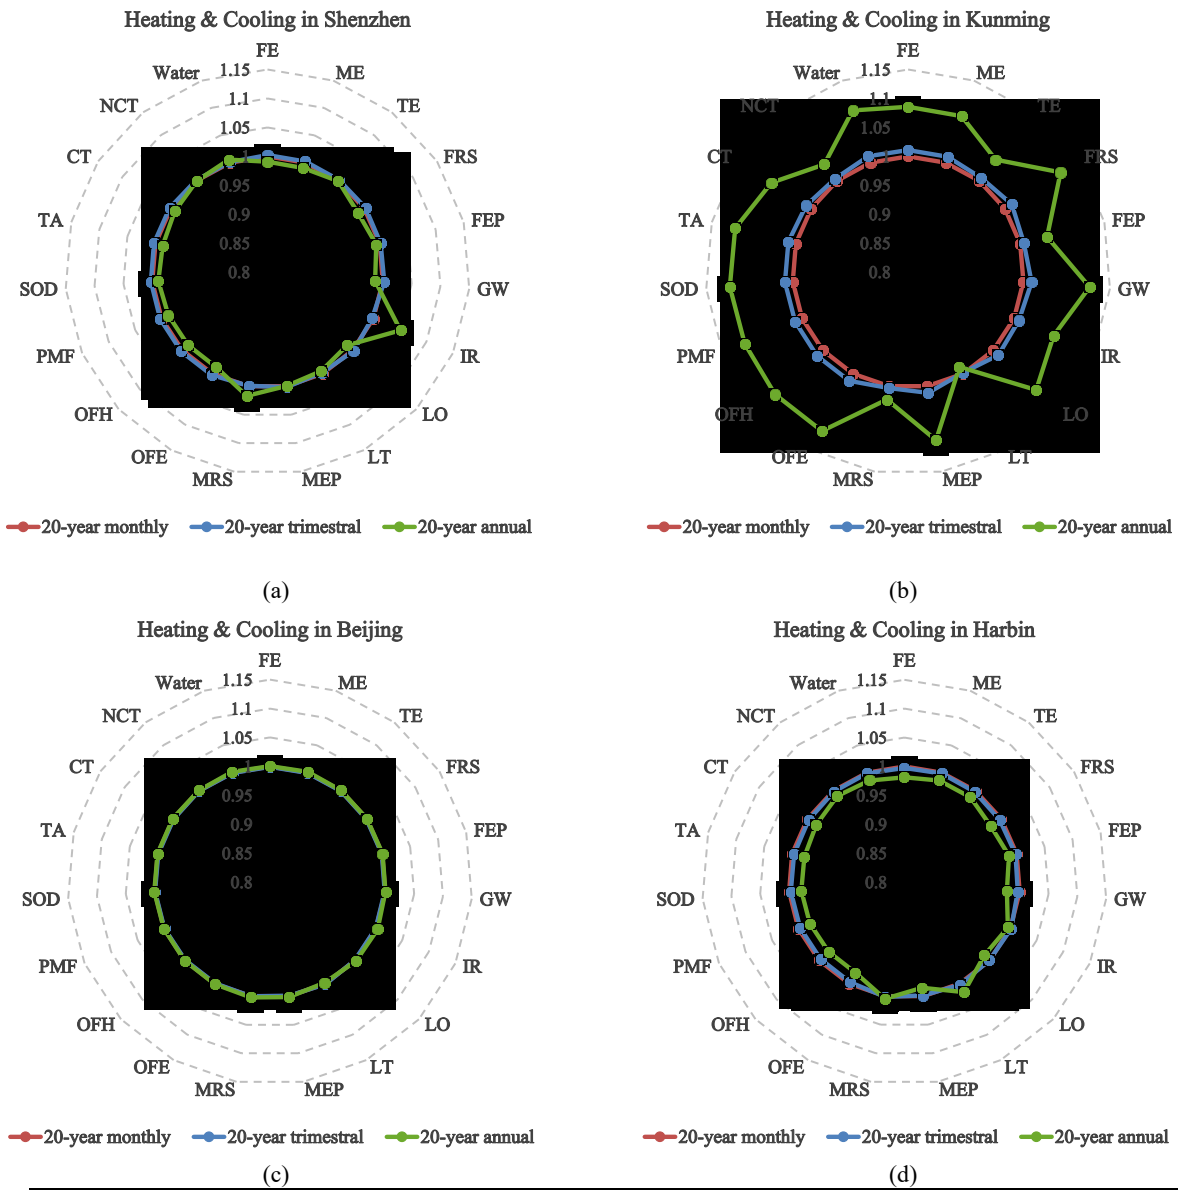 Heating & Cooling in Shenzhen
FE
ME
TE
FRS
FEP
GW
IR
LO
LT
MEP
MRS
OFE
OFH
PMF
SOD
TA
CT
NCT
Water
1.15
1.1
1.05
1
0.95
0.9
0.85
0.8
20-year monthly 20-year trimestral 20-year annual
(a)
Heating & Cooling in Kunming
FE
ME
TE
FRS
FEP
GW
IR
LO
LT
MEP
MRS
OFE
OFH
PMF
SOD
TA
CT
NCT
Water
1.15
1.1
1.05
1
0.95
0.9
0.85
0.8
20-year monthly 20-year trimestral 20-year annual
(b)
Heating & Cooling in Beijing
FE
ME
TE
FRS
FEP
GW
IR
LO
LT
MEP
MRS
OFE
OFH
PMF
SOD
TA
CT
NCT
Water
1.15
1.1
1.05
1
0.95
0.9
0.85
0.8
20-year monthly 20-year trimestral 20-year annual
(c)
Heating & Cooling in Harbin
FE
ME
TE
FRS
FEP
GW
IR
LO
LT
MEP
MRS
OFE
OFH
PMF
SOD
TA
CT
NCT
Water
1.15
1.1
1.05
1
0.95
0.9
0.85
0.8
20-year monthly 20-year trimestral 20-year annual
(d)